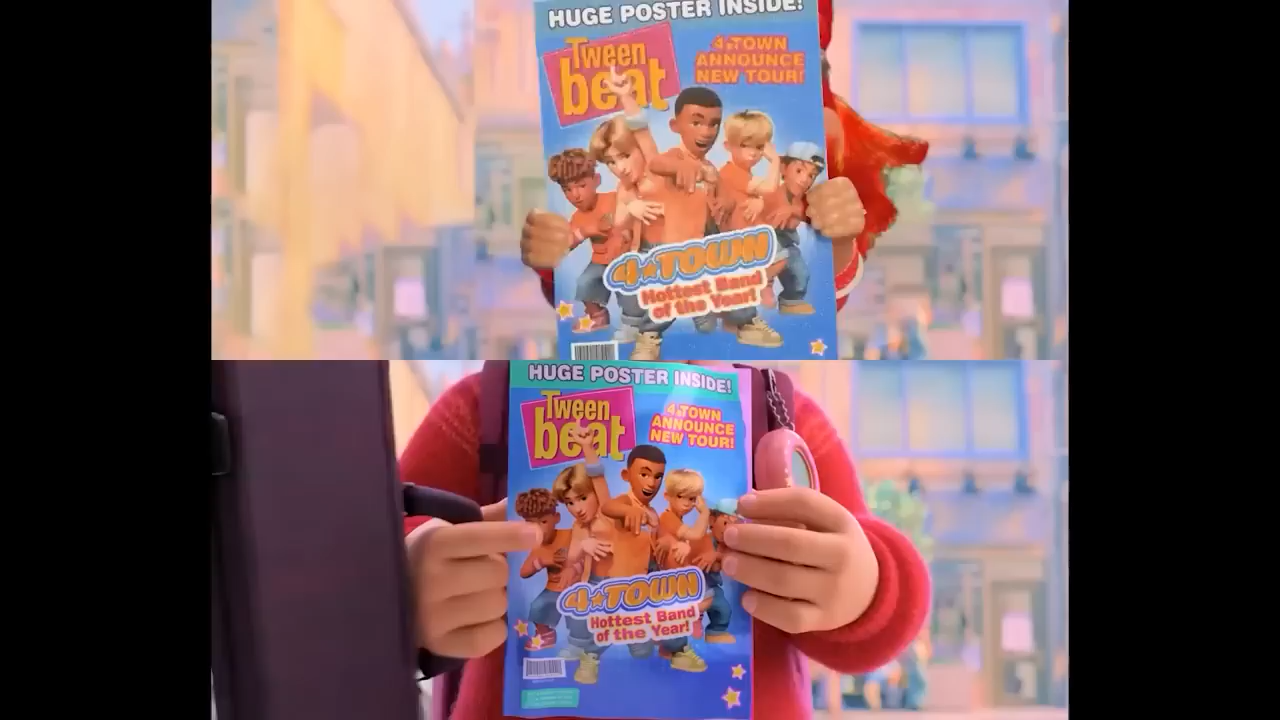 HUGE POSTER INSIDE!
Tween
beat
4★TOWN
ANNOUNCE
NEW TOUR!
4★TOWN
Hottest Band
of the Year!
HUGE POSTER INSIDE!
Tween
beat
4★TOWN
ANNOUNCE
NEW TOUR!
4★TOWN
Hottest Band
of the Year!